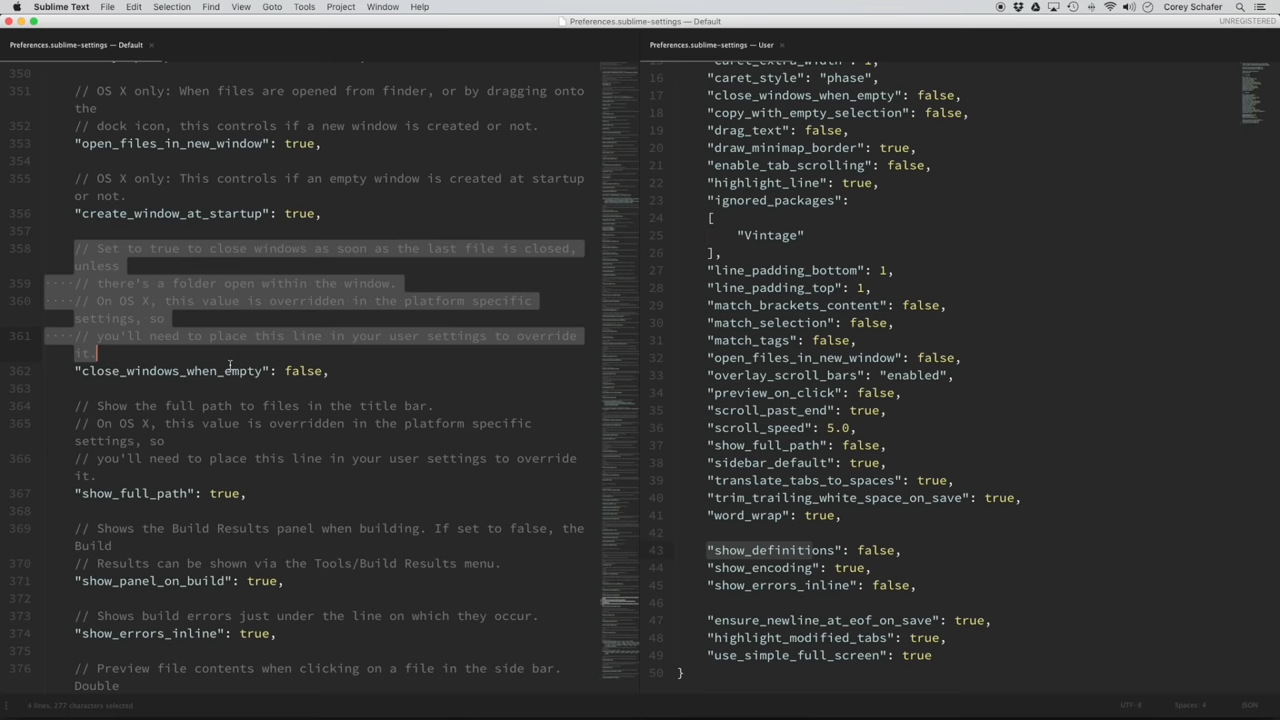 Sublime Text File Edit Selection Find View Goto Tools Project Window Help Corey Schafer
Preferences.sublime-settings — Default UNREGISTERED
Preferences.sublime-settings — Default ×
350
351 // OS X only: When files are opened from finder, or by dragging onto
the
352 // dock icon, this controls if a new window is created or not.
353 "open_files_in_new_window": true,
354
355 // OS X only: This controls if an empty window is created at startup
or not.
356 "create_window_at_startup": true,
357
358 // Set to true to close windows as soon as the last file is closed,
unless
359 // there's a folder open within the window.
360 // On OS X, this value is overridden in the platform specific
settings, so
361 // you'll need to place this line in your user settings to override
it.
362 "close_windows_when_empty": false,
363
364 // Show the full path to files in the title bar.
365 // On OS X, this value is overridden in the platform specific
settings, so
366 // you'll need to place this line in your user settings to override
it.
367 "show_full_path": true,
368
369 // Shows the Build Results panel when building. If set to false, the
Build
370 // Results can be shown via the Tools/Build Results menu.
371 "show_panel_on_build": true,
372
373 // Shows build errors just under the line on which they occur.
374 "show_errors_inline": true,
375
376 // Preview file contents when clicking on a file in the side bar.
Double
Preferences.sublime-settings — User ×
"caret_extra_width": 1,
16 "caret_style": "phase",
17 "close_windows_when_empty": false,
18 "copy_with_empty_selection": false,
19 "drag_text": false,
20 "draw_minimap_border": true,
21 "enable_tab_scrolling": false,
22 "highlight_line": true,
23 "ignored_packages":
24 [
25 "Vintage"
26 ],
27 "line_padding_bottom": 1,
28 "line_padding_top": 1,
29 "match_brackets_content": false,
30 "match_selection": false,
31 "match_tags": false,
32 "open_files_in_new_window": false,
33 "overlay_scroll_bars": "enabled",
34 "preview_on_click": false,
35 "scroll_past_end": true,
36 "scroll_speed": 5.0,
37 "show_full_path": false,
38 "sidebar_default": true,
39 "translate_tabs_to_spaces": true,
40 "trim_trailing_white_space_on_save": true,
41 "word_wrap": true,
42
43 "show_definitions": false,
44 "show_encoding": true,
45 "show_errors_inline": false,
46
47 "ensure_newline_at_eof_on_save": true,
48 "highlight_modified_tabs": true,
49 "use_simple_full_screen": true
50 }
4 lines, 277 characters selected UTF-8 Spaces: 4 JSON